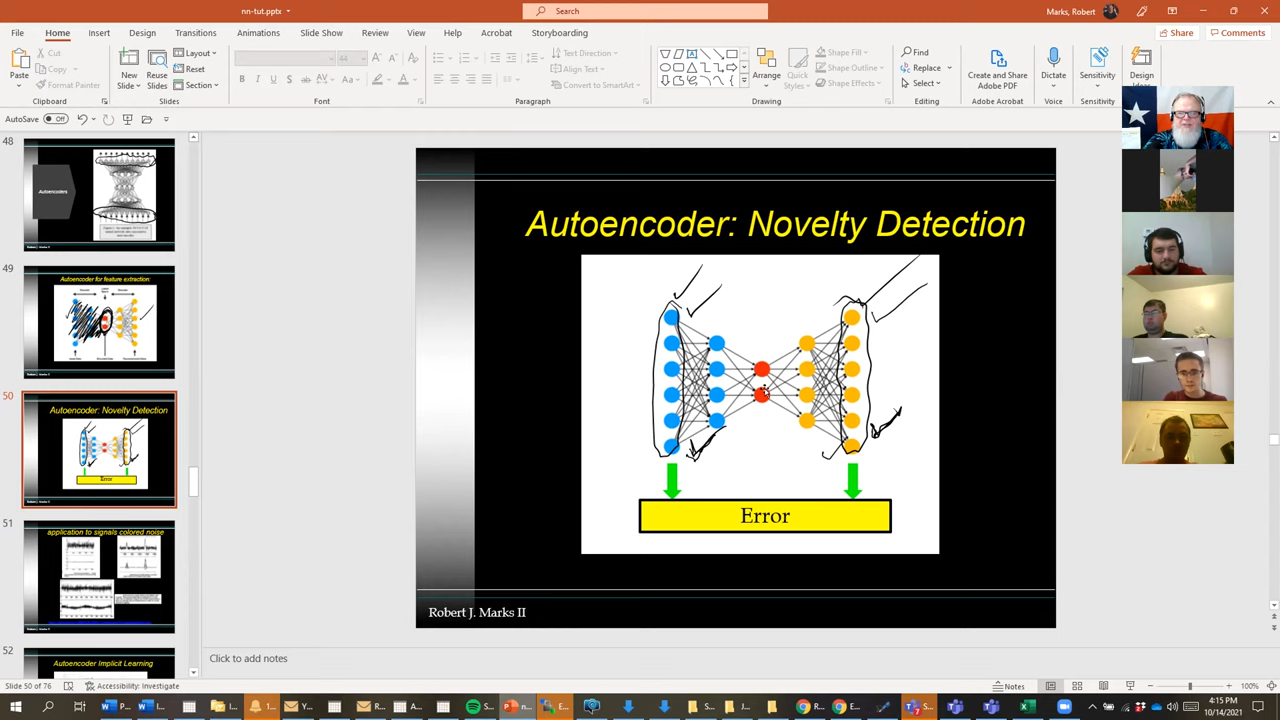 nn-tut.pptx
Search
Marks, Robert
File Home Insert Design Transitions Animations Slide Show Review View Help Acrobat Storyboarding
Share Comments
Cut
Copy
Format Painter
Paste
New
Slide
Reuse
Slides
Layout
Reset
Section
44
Text Direction
Align Text
Convert to SmartArt
Arrange
Quick
Styles
Shape Fill
Shape Outline
Shape Effects
Find
Replace
Select
Create and Share
Adobe PDF
Dictate
Sensitivity
Design
Clipboard Slides Font Paragraph Drawing Editing Adobe Acrobat Voice Sensitivity
AutoSave Off
48
Autoencoders
49
Autoencoder for feature extraction:
50
Autoencoder: Novelty Detection
Error
51
application to signals colored noise
52
Autoencoder Implicit Learning
Autoencoder: Novelty Detection
Error
Robert J. Marks II
Click to add notes
Slide 50 of 76 Accessibility: Investigate
Notes
100%
4:15 PM
10/14/2021